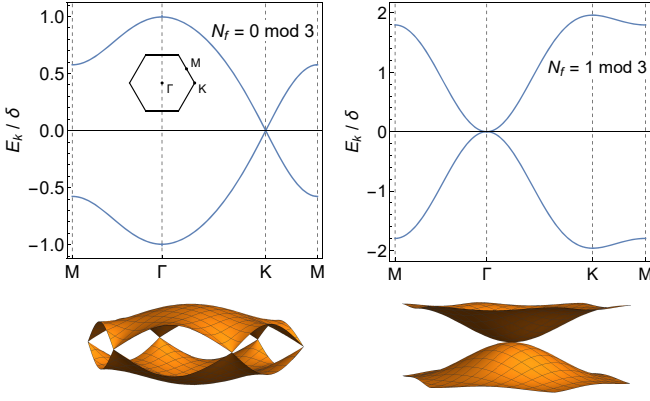 1.0
0.5
0.0
−0.5
−1.0
E_k / δ
N_f = 0 mod 3
M
Γ
K
M Γ K M
2
1
0
−1
−2
E_k / δ
N_f = 1 mod 3
M Γ K M